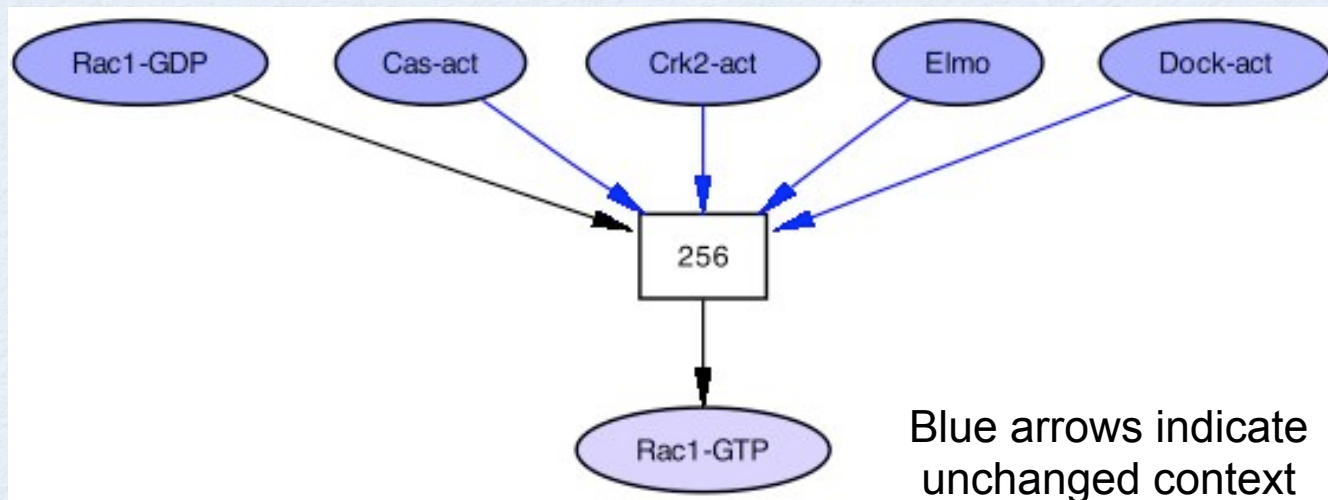 Rac1-GDP Cas-act Crk2-act Elmo Dock-act
256
Rac1-GTP
Blue arrows indicate
unchanged context